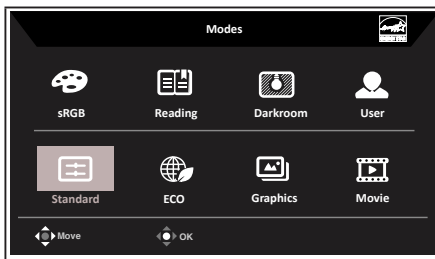 Modes
sRGB Reading Darkroom User
Standard ECO Graphics Movie
Move OK